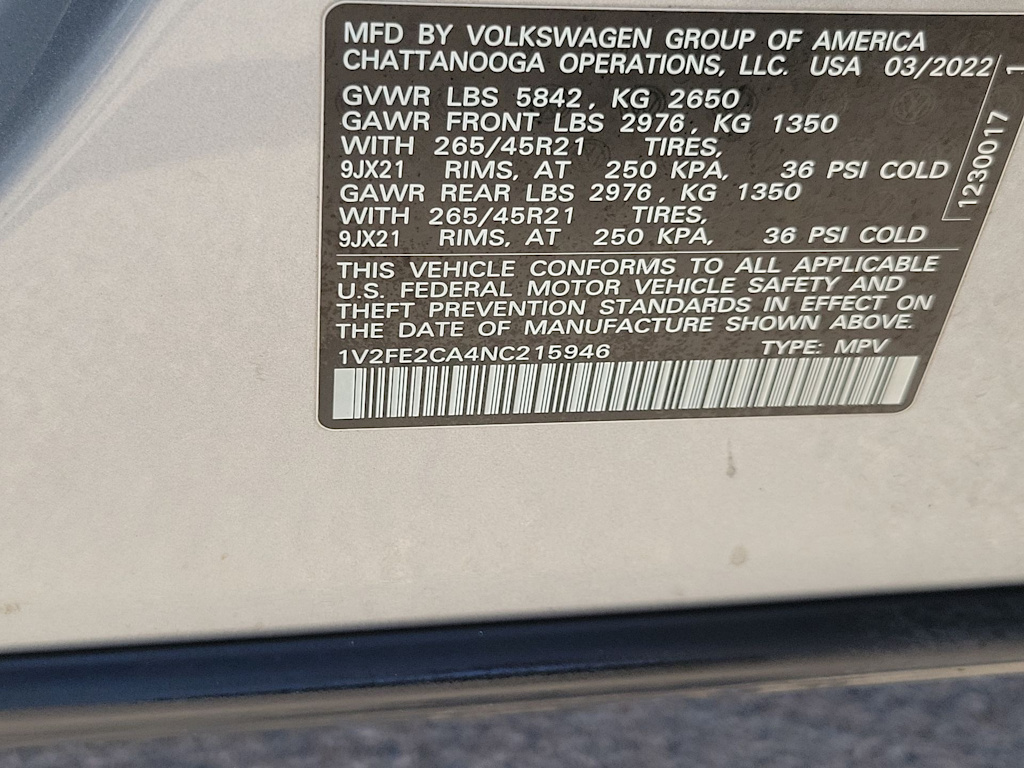 MFD BY VOLKSWAGEN GROUP OF AMERICA
CHATTANOOGA OPERATIONS, LLC. USA 03/2022
GVWR LBS 5842, KG 2650
GAWR FRONT LBS 2976, KG 1350
WITH 265/45R21 TIRES,
9JX21 RIMS, AT 250 KPA, 36 PSI COLD
GAWR REAR LBS 2976, KG 1350
WITH 265/45R21 TIRES,
9JX21 RIMS, AT 250 KPA, 36 PSI COLD
THIS VEHICLE CONFORMS TO ALL APPLICABLE
U.S. FEDERAL MOTOR VEHICLE SAFETY AND
THEFT PREVENTION STANDARDS IN EFFECT ON
THE DATE OF MANUFACTURE SHOWN ABOVE.
1V2FE2CA4NC215946 TYPE: MPV
1230017 1